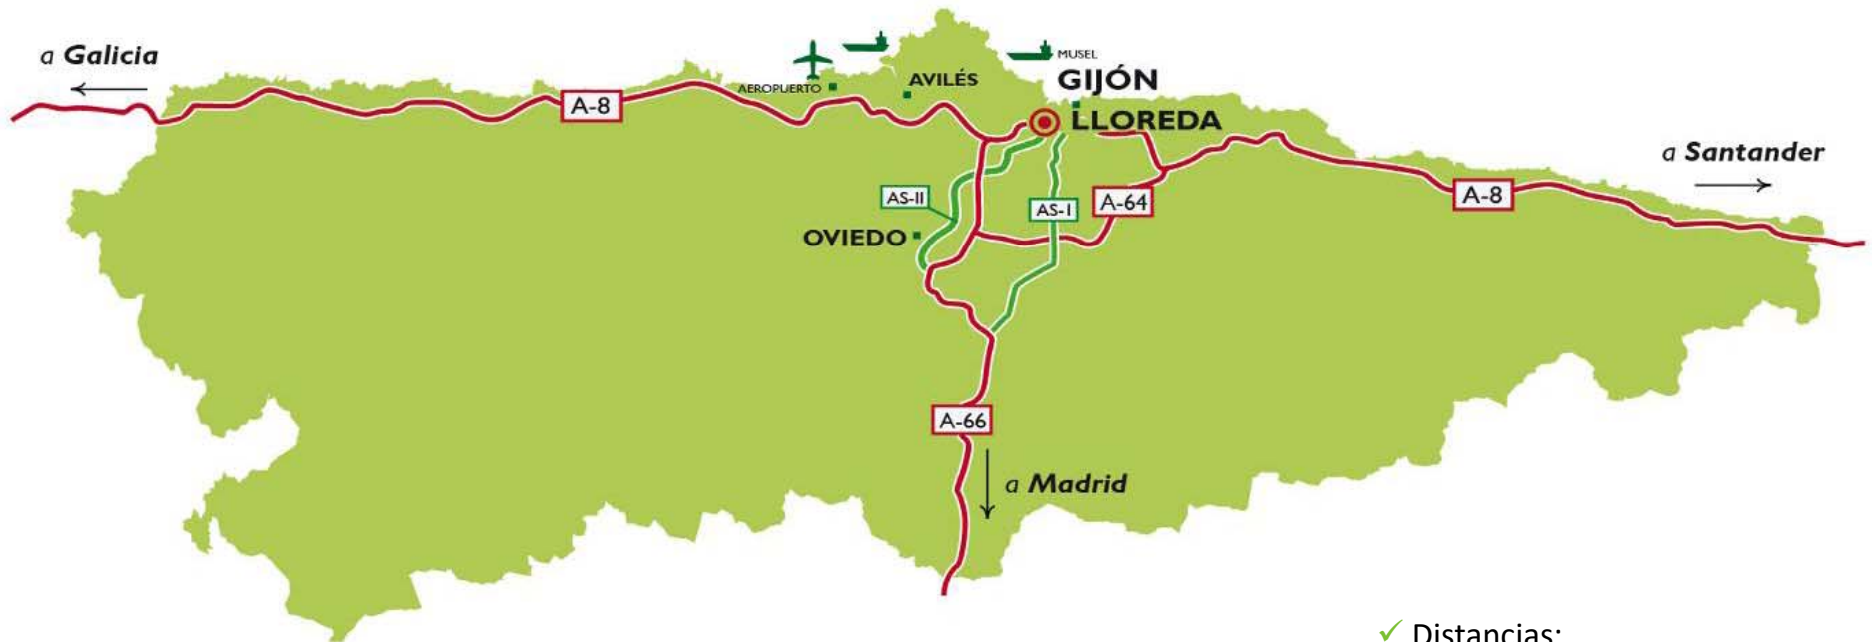 a Galicia
MUSEL
GIJÓN
AVILÉS
AEROPUERTO
A-8
LLOREDA
a Santander
A-8
AS-II
AS-I
A-64
OVIEDO
A-66
a Madrid
✓ Distancias: